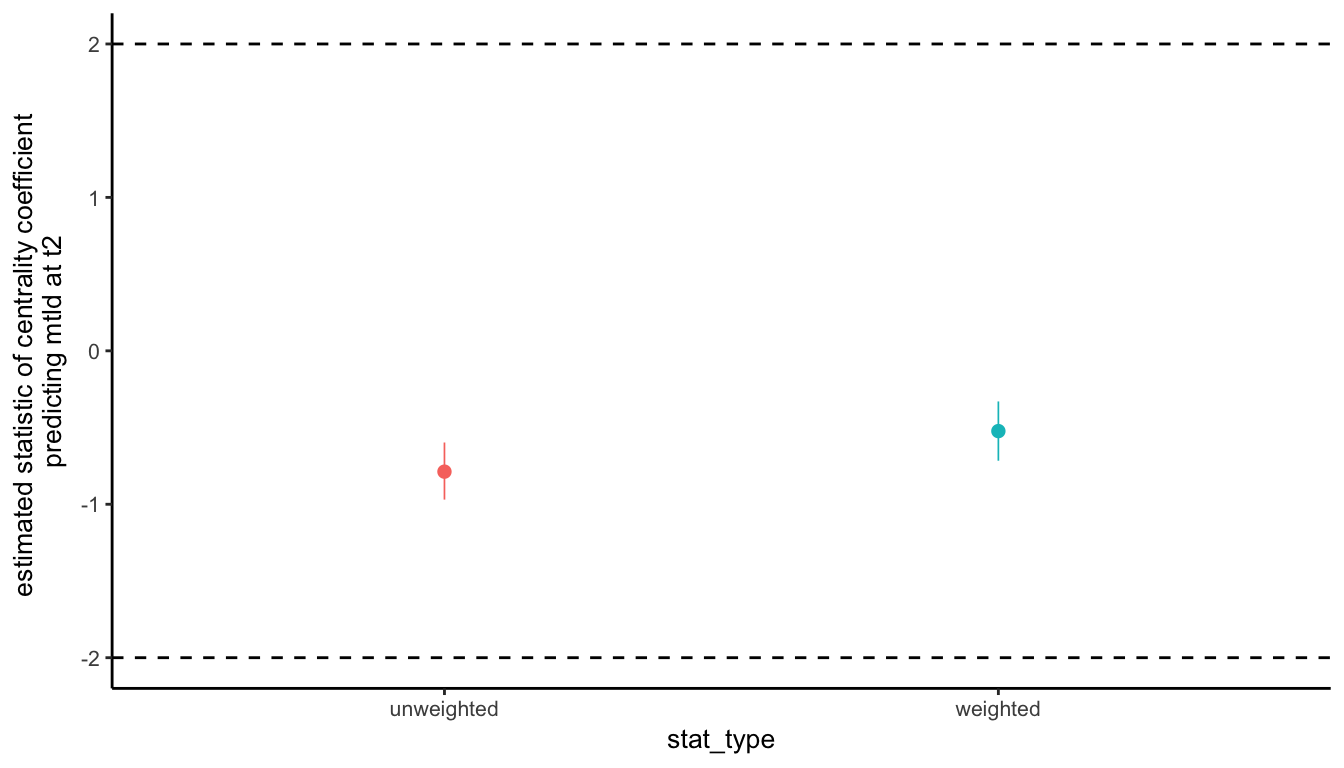 estimated statistic of centrality coefficient
predicting mtld at t2
2
1
0
-1
-2
unweighted
weighted
stat_type